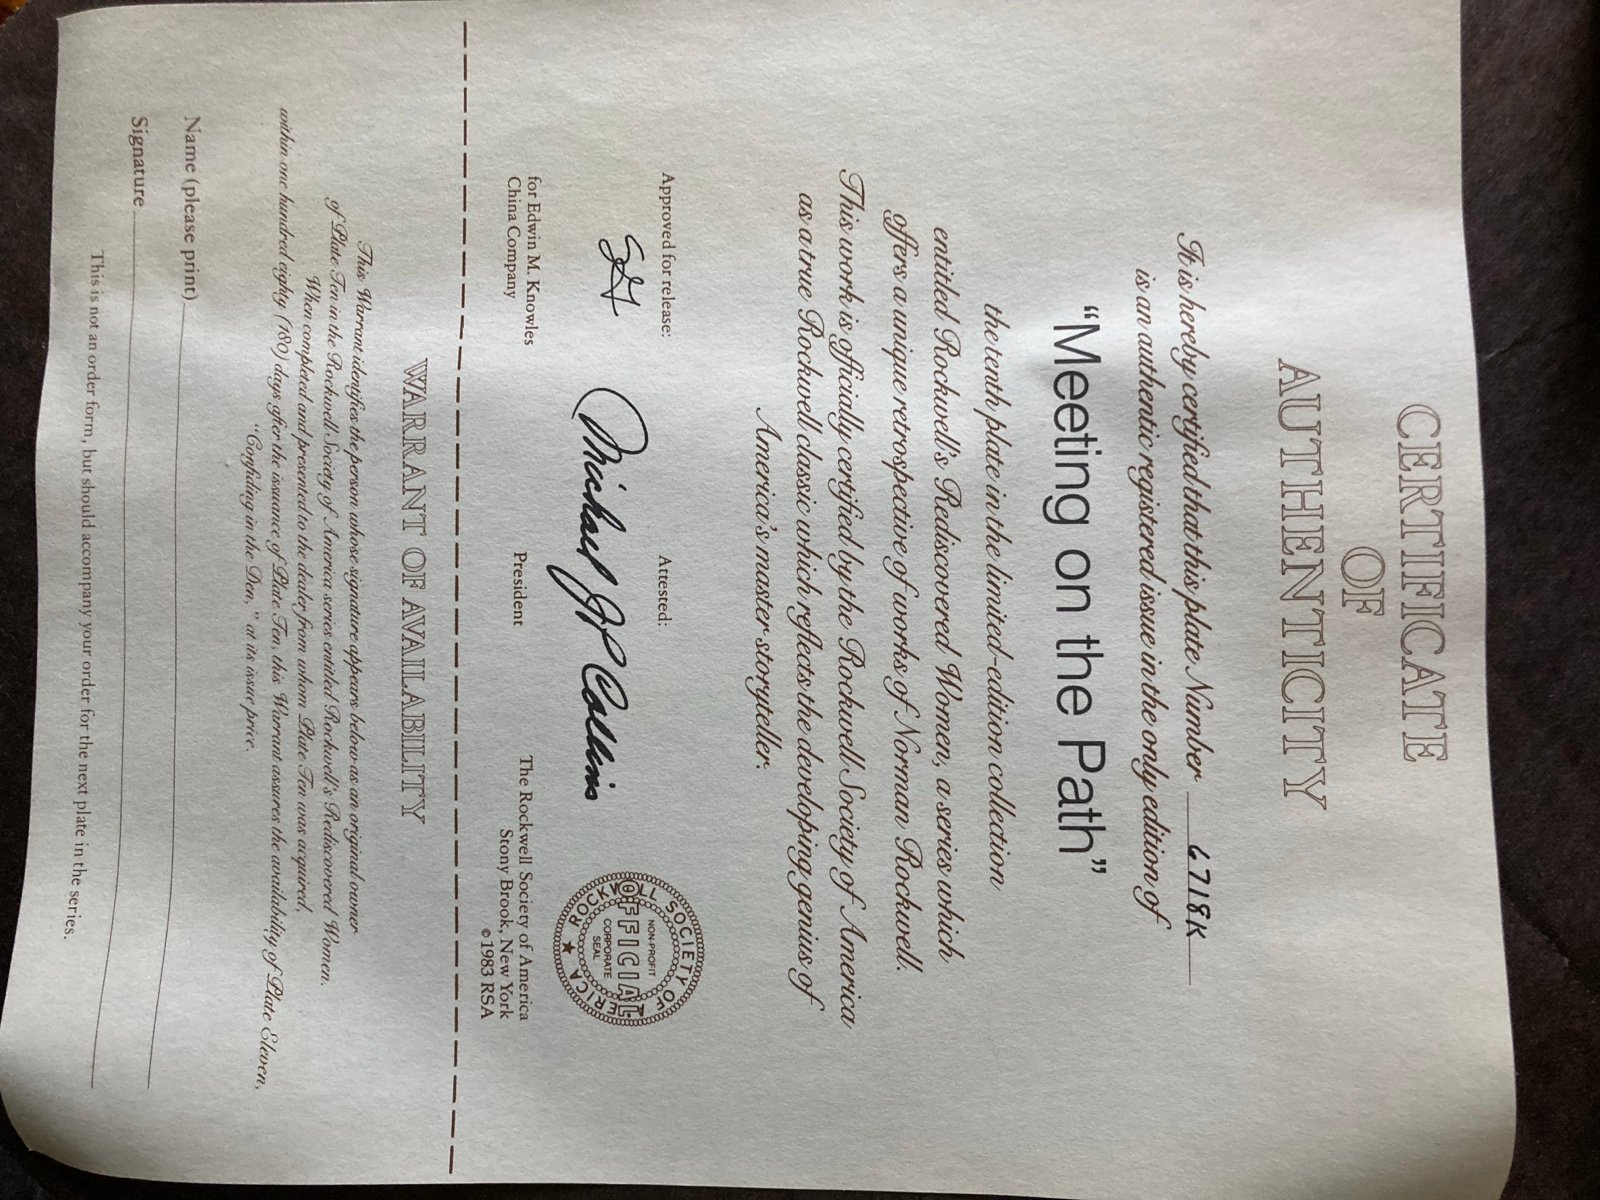 CERTIFICATE
OF
AUTHENTICITY
It is hereby certified that this plate Number 6718K
is an authentic registered issue in the only edition of
“Meeting on the Path”
the tenth plate in the limited-edition collection
entitled Rockwell's Rediscovered Women, a series which
offers a unique retrospective of works of Norman Rockwell.
This work is officially certified by the Rockwell Society of America
as a true Rockwell classic which reflects the developing genius of
America's master storyteller.
Approved for release:
Attested:
Michael J P Collins
for Edwin M. Knowles
China Company
President
The Rockwell Society of America
Stony Brook, New York
©1983 RSA
ROCKWELL SOCIETY OF AMERICA
NON-PROFIT
OFFICIAL
CORPORATE
SEAL
WARRANT OF AVAILABILITY
This Warrant identifies the person whose signature appears below as an original owner
of Plate Ten in the Rockwell Society of America series entitled Rockwell's Rediscovered Women.
When completed and presented to the dealer from whom Plate Ten was acquired,
within one hundred eighty (180) days after the issuance of Plate Ten, this Warrant assures the availability of Plate Eleven,
“Confiding in the Den,” at its issue price.
Name (please print)
Signature
This is not an order form, but should accompany your order for the next plate in the series.